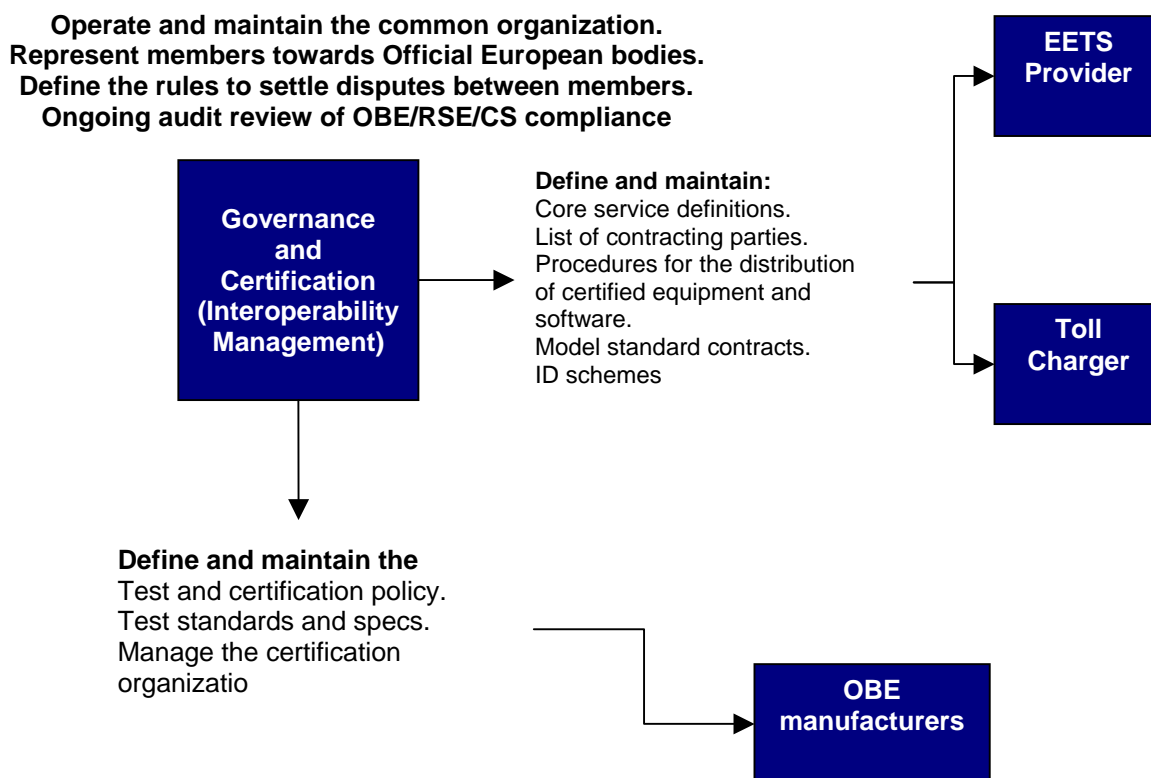 Operate and maintain the common organization.
Represent members towards Official European bodies.
Define the rules to settle disputes between members.
Ongoing audit review of OBE/RSE/CS compliance
EETS
Provider
Governance
and
Certification
(Interoperability
Management)
Define and maintain:
Core service definitions.
List of contracting parties.
Procedures for the distribution
of certified equipment and
software.
Model standard contracts.
ID schemes
Toll
Charger
Define and maintain the
Test and certification policy.
Test standards and specs.
Manage the certification
organizatio
OBE
manufacturers